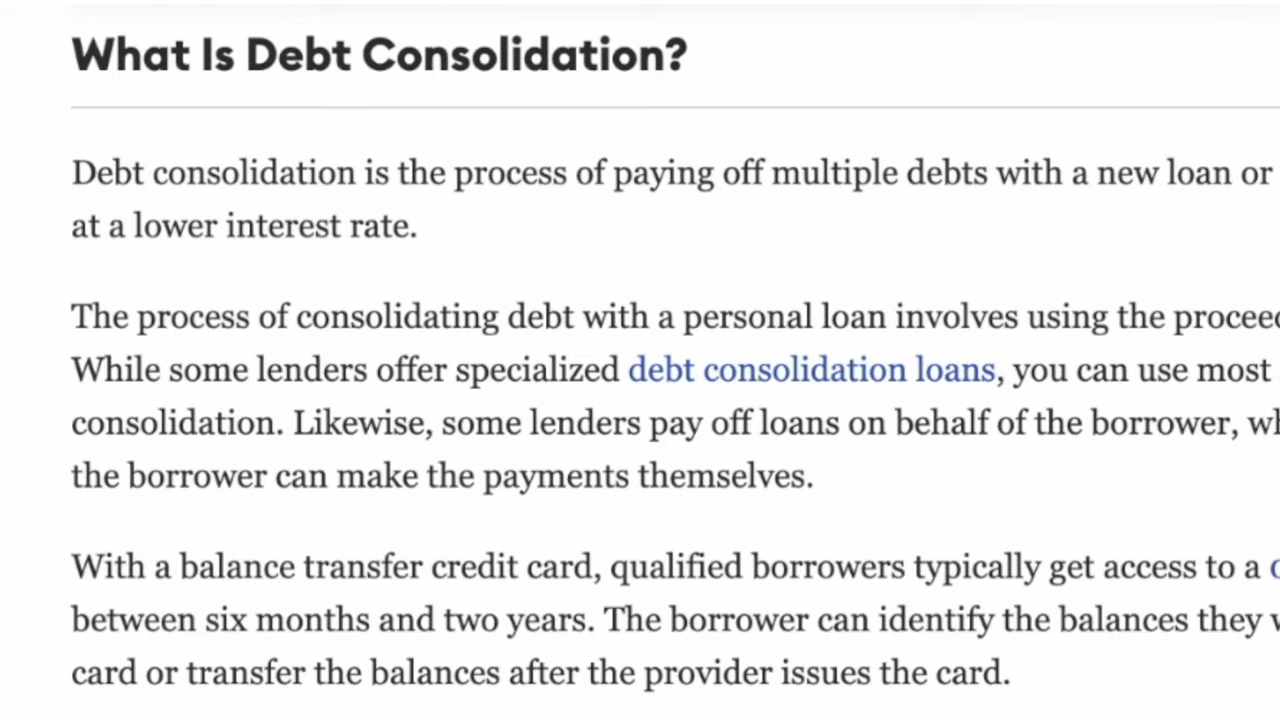 What Is Debt Consolidation?
Debt consolidation is the process of paying off multiple debts with a new loan or
at a lower interest rate.
The process of consolidating debt with a personal loan involves using the
While some lenders offer specialized debt consolidation loans, you can use most
consolidation. Likewise, some lenders pay off loans on behalf of the borrower,
the borrower can make the payments themselves.
With a balance transfer credit card, qualified borrowers typically get access to a
between six months and two years. The borrower can identify the balances they
card or transfer the balances after the provider issues the card.